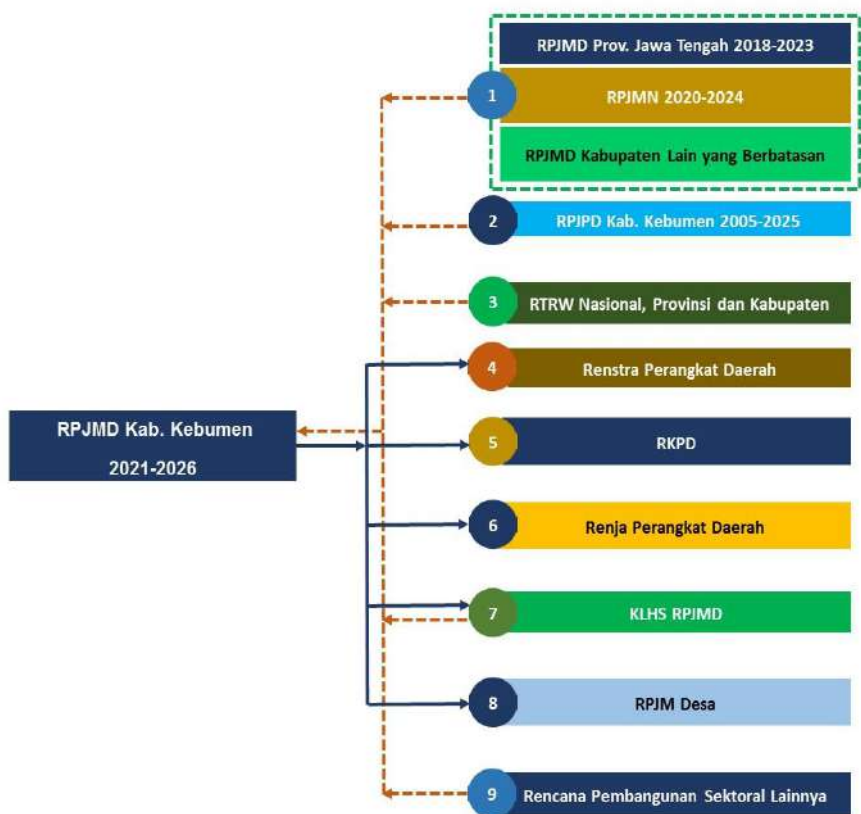 RPJMD Prov. Jawa Tengah 2018-2023
1
RPJMN 2020-2024
RPJMD Kabupaten Lain yang Berbatasan
2
RPJPD Kab. Kebumen 2005-2025
3
RTRW Nasional, Provinsi dan Kabupaten
4
Renstra Perangkat Daerah
RPJMD Kab. Kebumen
2021-2026
5
RKPD
6
Renja Perangkat Daerah
7
KLHS RPJMD
8
RPJM Desa
9
Rencana Pembangunan Sektoral Lainnya